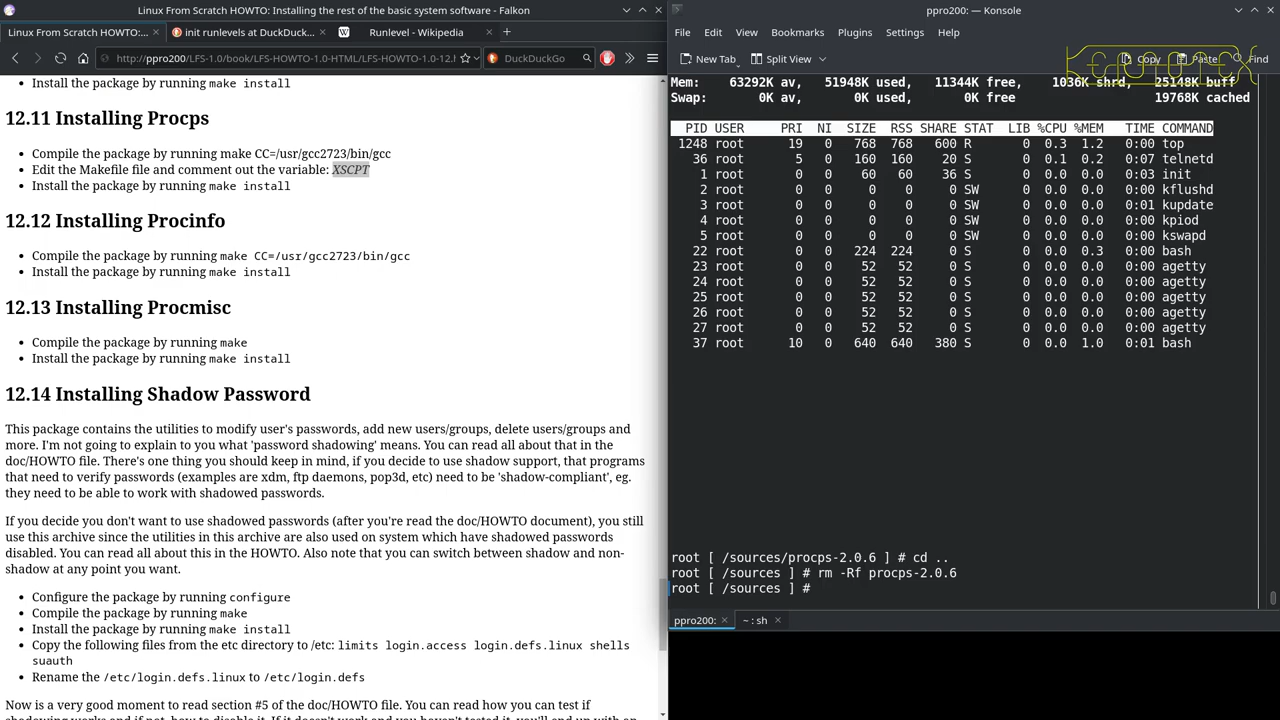 Linux From Scratch HOWTO: Installing the rest of the basic system software - Falkon
Linux From Scratch HOWTO:...
init runlevels at DuckDuck...
Runlevel - Wikipedia
http://ppro200/LFS-1.0/book/LFS-HOWTO-1.0-HTML/LFS-HOWTO-1.0-12.h
DuckDuckGo
Install the package by running make install
12.11 Installing Procps
Compile the package by running make CC=/usr/gcc2723/bin/gcc
Edit the Makefile file and comment out the variable: XSCPT
Install the package by running make install
12.12 Installing Procinfo
Compile the package by running make CC=/usr/gcc2723/bin/gcc
Install the package by running make install
12.13 Installing Procmisc
Compile the package by running make
Install the package by running make install
12.14 Installing Shadow Password
This package contains the utilities to modify user's passwords, add new users/groups, delete users/groups and
more. I'm not going to explain to you what 'password shadowing' means. You can read all about that in the
doc/HOWTO file. There's one thing you should keep in mind, if you decide to use shadow support, that programs
that need to verify passwords (examples are xdm, ftp daemons, pop3d, etc) need to be 'shadow-compliant', eg.
they need to be able to work with shadowed passwords.
If you decide you don't want to use shadowed passwords (after you're read the doc/HOWTO document), you still
use this archive since the utilities in this archive are also used on system which have shadowed passwords
disabled. You can read all about this in the HOWTO. Also note that you can switch between shadow and non-
shadow at any point you want.
Configure the package by running configure
Compile the package by running make
Install the package by running make install
Copy the following files from the etc directory to /etc: limits login.access login.defs.linux shells
suauth
Rename the /etc/login.defs.linux to /etc/login.defs
Now is a very good moment to read section #5 of the doc/HOWTO file. You can read how you can test if
shadowing works and if not, how to disable it. If it doesn't work and you haven't tested it, you'll end up with an
ppro200: — Konsole
File Edit View Bookmarks Plugins Settings Help
New Tab Split View Copy Paste Find
Mem: 63292K av, 51948K used, 11344K free, 1036K shrd, 25148K buff
Swap: 0K av, 0K used, 0K free 19768K cached
PID USER PRI NI SIZE RSS SHARE STAT LIB %CPU %MEM TIME COMMAND
1248 root 19 0 768 768 600 R 0 0.3 1.2 0:00 top
36 root 5 0 160 160 20 S 0 0.1 0.2 0:07 telnetd
1 root 0 0 60 60 36 S 0 0.0 0.0 0:03 init
2 root 0 0 0 0 0 SW 0 0.0 0.0 0:00 kflushd
3 root 0 0 0 0 0 SW 0 0.0 0.0 0:01 kupdate
4 root 0 0 0 0 0 SW 0 0.0 0.0 0:00 kpiod
5 root 0 0 0 0 0 SW 0 0.0 0.0 0:00 kswapd
22 root 0 0 224 224 0 S 0 0.0 0.3 0:00 bash
23 root 0 0 52 52 0 S 0 0.0 0.0 0:00 agetty
24 root 0 0 52 52 0 S 0 0.0 0.0 0:00 agetty
25 root 0 0 52 52 0 S 0 0.0 0.0 0:00 agetty
26 root 0 0 52 52 0 S 0 0.0 0.0 0:00 agetty
27 root 0 0 52 52 0 S 0 0.0 0.0 0:00 agetty
37 root 10 0 640 640 380 S 0 0.0 1.0 0:01 bash
root [ /sources/procps-2.0.6 ] # cd ..
root [ /sources ] # rm -Rf procps-2.0.6
root [ /sources ] #
ppro200:
~ : sh